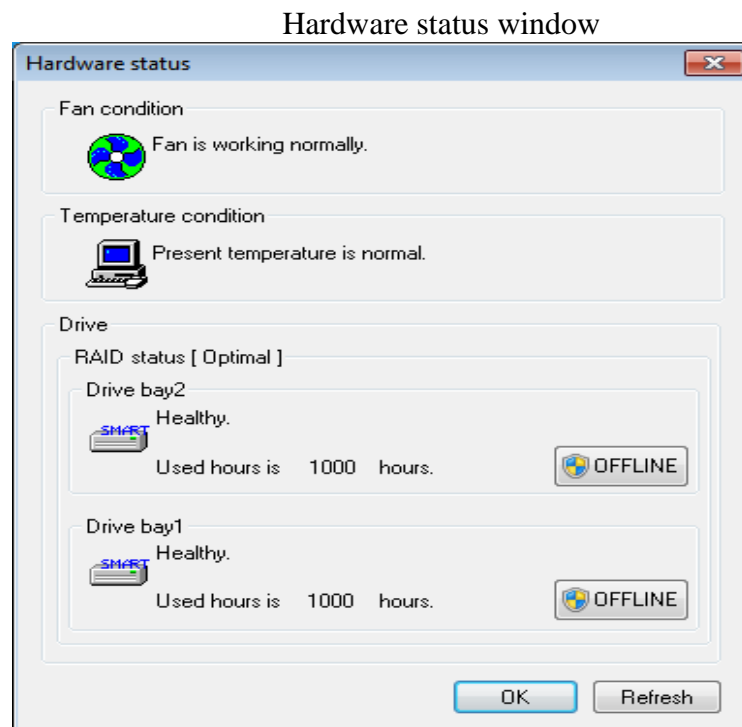 Hardware status window
Hardware status
Fan condition
Fan is working normally.
Temperature condition
Present temperature is normal.
Drive
RAID status [ Optimal ]
Drive bay2
SMART
Healthy.
Used hours is 1000 hours.
OFFLINE
Drive bay1
SMART
Healthy.
Used hours is 1000 hours.
OFFLINE
OK
Refresh